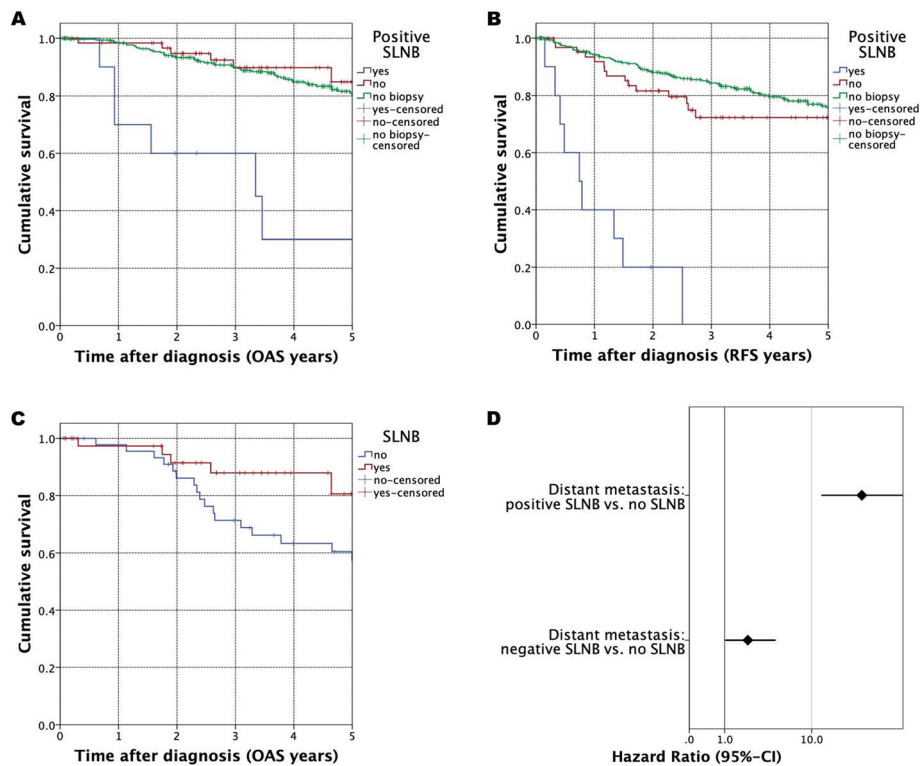 A
Positive
SLNB
yes
no
no biopsy
yes-censored
no-censored
no biopsy-
censored
Cumulative survival
1.0
0.8
0.6
0.4
0.2
0.0
0 1 2 3 4 5
Time after diagnosis (OAS years)
B
Positive
SLNB
yes
no
no biopsy
yes-censored
no-censored
no biopsy-
censored
Cumulative survival
1.0
0.8
0.6
0.4
0.2
0.0
0 1 2 3 4 5
Time after diagnosis (RFS years)
C
SLNB
no
yes
no-censored
yes-censored
Cumulative survival
1.0
0.8
0.6
0.4
0.2
0.0
0 1 2 3 4 5
Time after diagnosis (OAS years)
D
Distant metastasis:
positive SLNB vs. no SLNB
Distant metastasis:
negative SLNB vs. no SLNB
.0 1.0 10.0
Hazard Ratio (95%-CI)